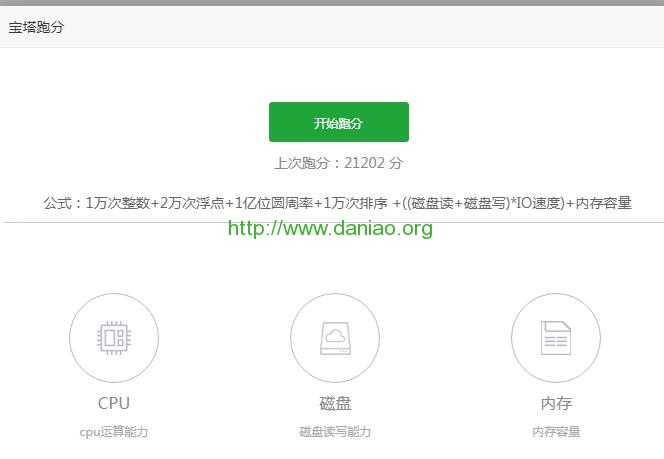 宝塔跑分
开始跑分
上次跑分：21202 分
公式：1万次整数+2万次浮点+1亿位圆周率+1万次排序 +((磁盘读+磁盘写)*IO速度)+内存容量
http://www.daniao.org
CPU 磁盘 内存
cpu运算能力 磁盘读写能力 内存容量